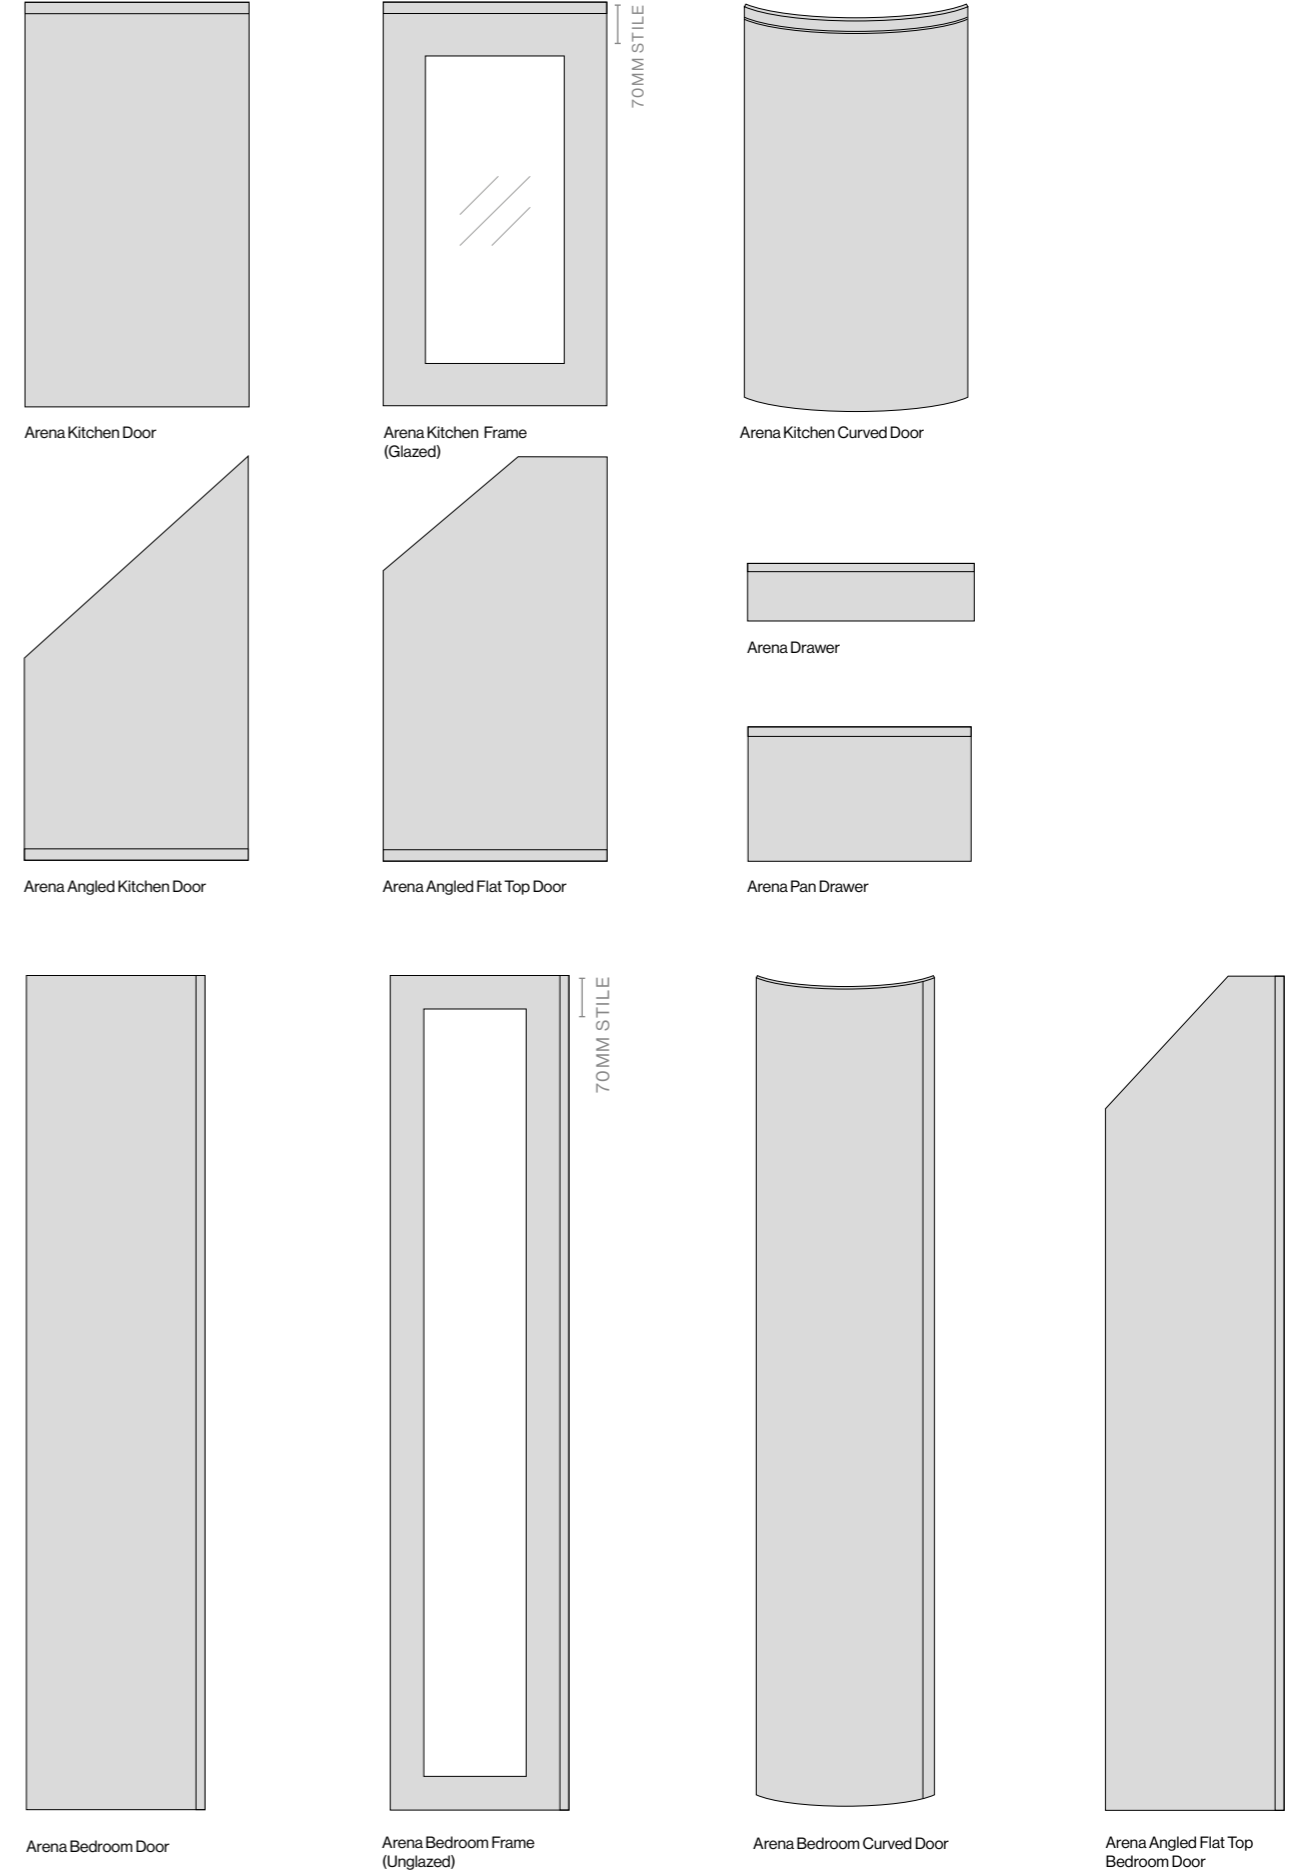 70MM STILE
Arena Kitchen Door
Arena Kitchen Frame
(Glazed)
Arena Kitchen Curved Door
Arena Drawer
Arena Angled Kitchen Door
Arena Angled Flat Top Door
Arena Pan Drawer
70MM STILE
Arena Bedroom Door
Arena Bedroom Frame
(Unglazed)
Arena Bedroom Curved Door
Arena Angled Flat Top
Bedroom Door